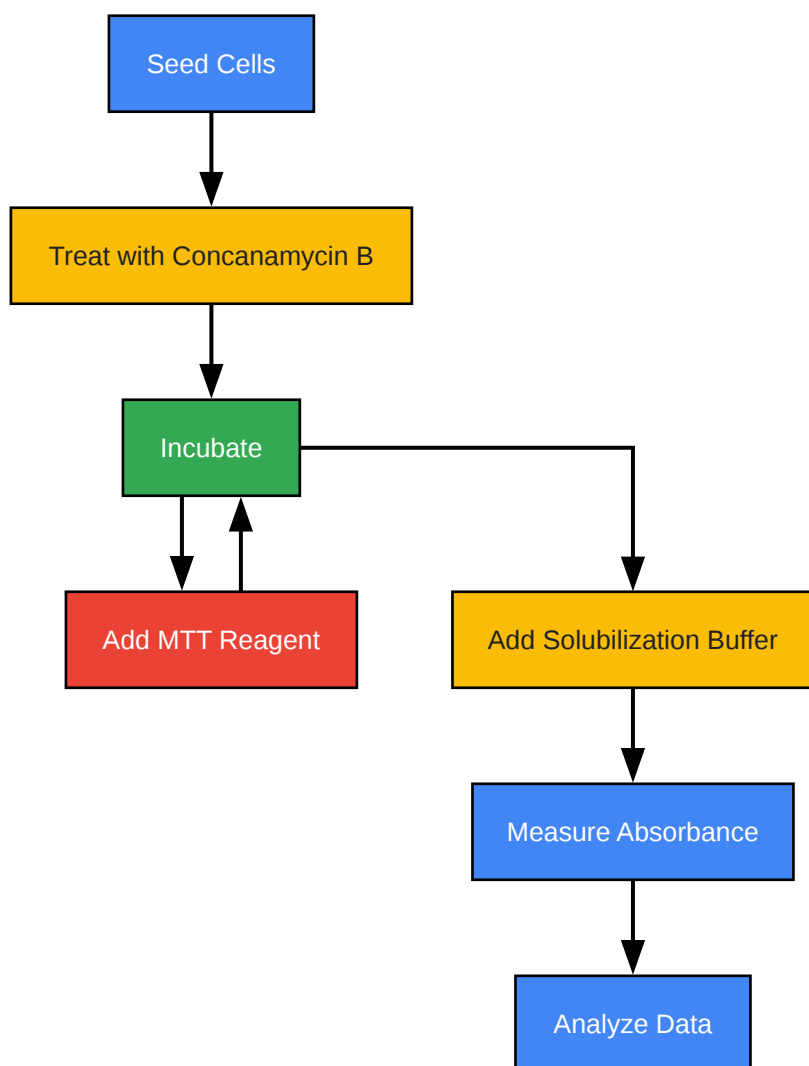 Seed Cells
Treat with Concanamycin B
Incubate
Add MTT Reagent
Add Solubilization Buffer
Measure Absorbance
Analyze Data